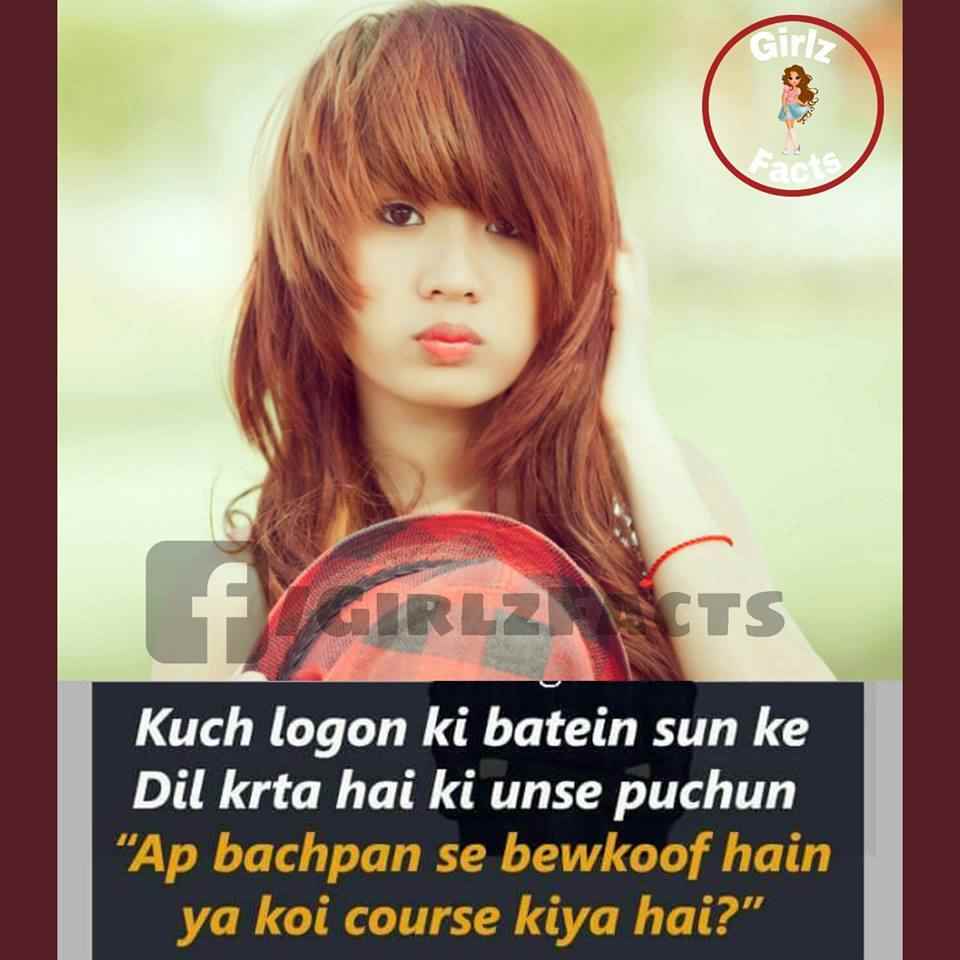 Girlz
Facts
f /GIRLZFACTS
Kuch logon ki batein sun ke
Dil krta hai ki unse puchun
“Ap bachpan se bewkoof hain
ya koi course kiya hai?”